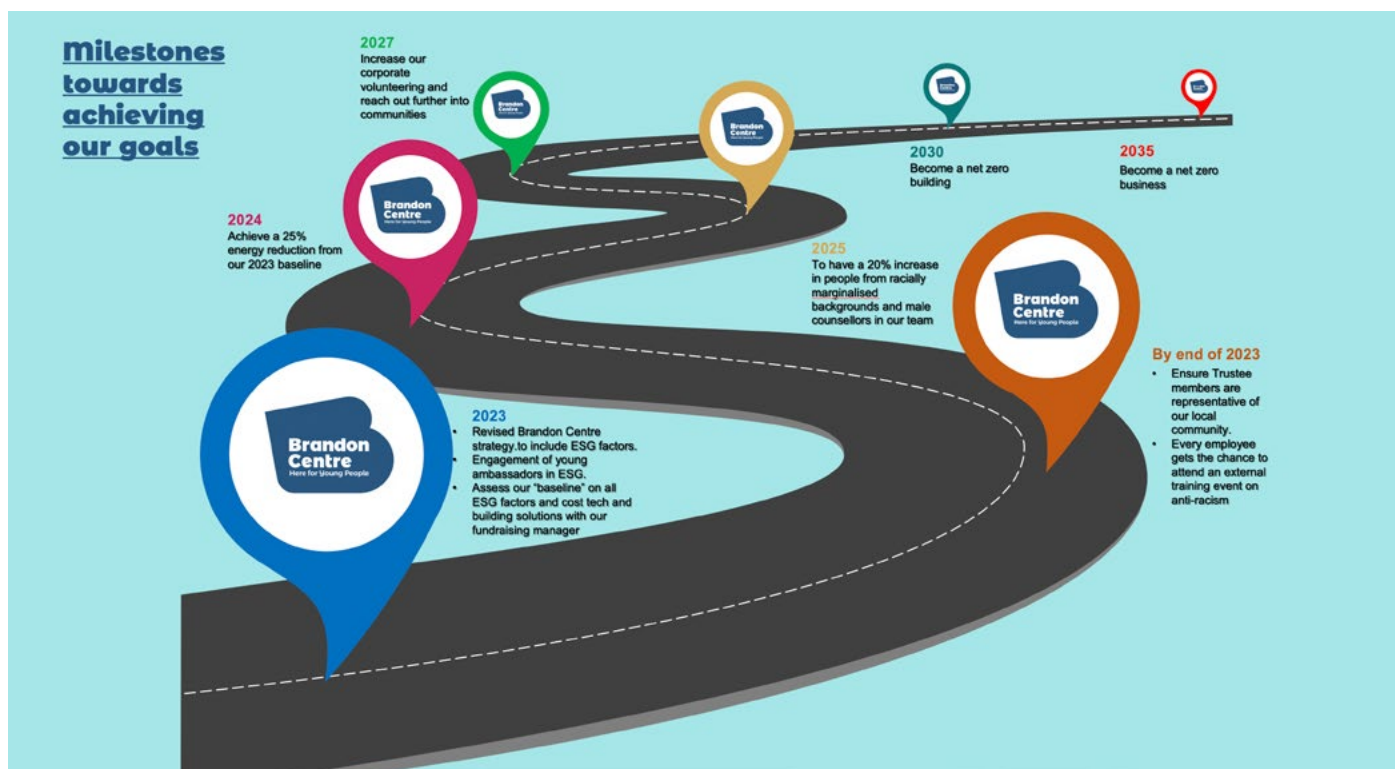 Milestones
towards
achieving
our goals
2027
Increase our
corporate
volunteering and
reach out further into
communities
Brandon
Centre
Brandon
Centre
Here for Young People
2030
Become a net zero
building
2035
Become a net zero
business
2024
Achieve a 25%
energy reduction from
our 2023 baseline
Brandon
Centre
Here for Young People
2025
To have a 20% increase
in people from racially
marginalised
backgrounds and male
counsellors in our team
Brandon
Centre
Here for Young People
By end of 2023
• Ensure Trustee
members are
representative of
our local
community.
• Every employee
gets the chance to
attend an external
training event on
anti-racism
2023
• Revised Brandon Centre
strategy.to include ESG factors.
• Engagement of young
ambassadors in ESG.
• Assess our "baseline" on all
ESG factors and cost tech and
building solutions with our
fundraising manager
Brandon
Centre
Here for Young People